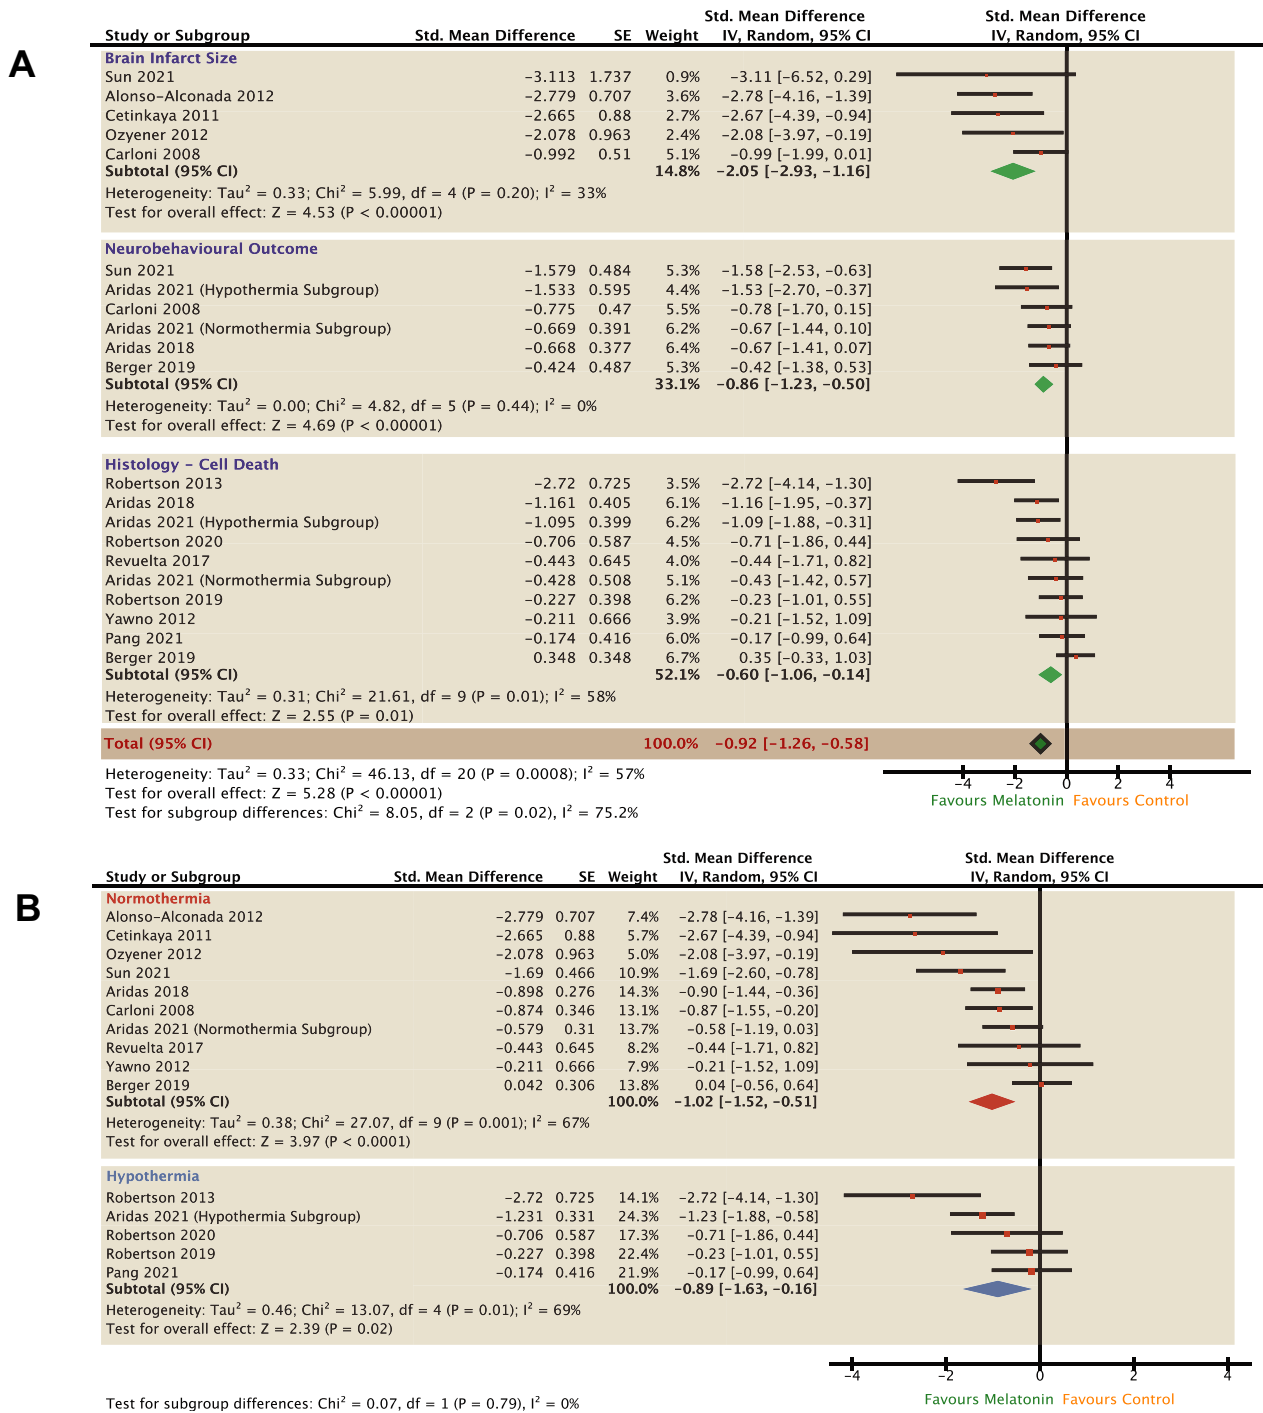 A
Std. Mean Difference Std. Mean Difference
Study or Subgroup Std. Mean Difference SE Weight IV, Random, 95% CI IV, Random, 95% CI
Brain Infarct Size
Sun 2021 −3.113 1.737 0.9% −3.11 [−6.52, 0.29]
Alonso-Alconada 2012 −2.779 0.707 3.6% −2.78 [−4.16, −1.39]
Cetinkaya 2011 −2.665 0.88 2.7% −2.67 [−4.39, −0.94]
Ozyener 2012 −2.078 0.963 2.4% −2.08 [−3.97, −0.19]
Carloni 2008 −0.992 0.51 5.1% −0.99 [−1.99, 0.01]
Subtotal (95% CI) 14.8% −2.05 [−2.93, −1.16]
Heterogeneity: Tau² = 0.33; Chi² = 5.99, df = 4 (P = 0.20); I² = 33%
Test for overall effect: Z = 4.53 (P < 0.00001)
Neurobehavioural Outcome
Sun 2021 −1.579 0.484 5.3% −1.58 [−2.53, −0.63]
Aridas 2021 (Hypothermia Subgroup) −1.533 0.595 4.4% −1.53 [−2.70, −0.37]
Carloni 2008 −0.775 0.47 5.5% −0.78 [−1.70, 0.15]
Aridas 2021 (Normothermia Subgroup) −0.669 0.391 6.2% −0.67 [−1.44, 0.10]
Aridas 2018 −0.668 0.377 6.4% −0.67 [−1.41, 0.07]
Berger 2019 −0.424 0.487 5.3% −0.42 [−1.38, 0.53]
Subtotal (95% CI) 33.1% −0.86 [−1.23, −0.50]
Heterogeneity: Tau² = 0.00; Chi² = 4.82, df = 5 (P = 0.44); I² = 0%
Test for overall effect: Z = 4.69 (P < 0.00001)
Histology − Cell Death
Robertson 2013 −2.72 0.725 3.5% −2.72 [−4.14, −1.30]
Aridas 2018 −1.161 0.405 6.1% −1.16 [−1.95, −0.37]
Aridas 2021 (Hypothermia Subgroup) −1.095 0.399 6.2% −1.09 [−1.88, −0.31]
Robertson 2020 −0.706 0.587 4.5% −0.71 [−1.86, 0.44]
Revuelta 2017 −0.443 0.645 4.0% −0.44 [−1.71, 0.82]
Aridas 2021 (Normothermia Subgroup) −0.428 0.508 5.1% −0.43 [−1.42, 0.57]
Robertson 2019 −0.227 0.398 6.2% −0.23 [−1.01, 0.55]
Yawno 2012 −0.211 0.666 3.9% −0.21 [−1.52, 1.09]
Pang 2021 −0.174 0.416 6.0% −0.17 [−0.99, 0.64]
Berger 2019 0.348 0.348 6.7% 0.35 [−0.33, 1.03]
Subtotal (95% CI) 52.1% −0.60 [−1.06, −0.14]
Heterogeneity: Tau² = 0.31; Chi² = 21.61, df = 9 (P = 0.01); I² = 58%
Test for overall effect: Z = 2.55 (P = 0.01)
Total (95% CI) 100.0% −0.92 [−1.26, −0.58]
Heterogeneity: Tau² = 0.33; Chi² = 46.13, df = 20 (P = 0.0008); I² = 57%
Test for overall effect: Z = 5.28 (P < 0.00001)
Test for subgroup differences: Chi² = 8.05, df = 2 (P = 0.02), I² = 75.2%
−4 −2 0 2 4
Favours Melatonin Favours Control
B
Std. Mean Difference Std. Mean Difference
Study or Subgroup Std. Mean Difference SE Weight IV, Random, 95% CI IV, Random, 95% CI
Normothermia
Alonso-Alconada 2012 −2.779 0.707 7.4% −2.78 [−4.16, −1.39]
Cetinkaya 2011 −2.665 0.88 5.7% −2.67 [−4.39, −0.94]
Ozyener 2012 −2.078 0.963 5.0% −2.08 [−3.97, −0.19]
Sun 2021 −1.69 0.466 10.9% −1.69 [−2.60, −0.78]
Aridas 2018 −0.898 0.276 14.3% −0.90 [−1.44, −0.36]
Carloni 2008 −0.874 0.346 13.1% −0.87 [−1.55, −0.20]
Aridas 2021 (Normothermia Subgroup) −0.579 0.31 13.7% −0.58 [−1.19, 0.03]
Revuelta 2017 −0.443 0.645 8.2% −0.44 [−1.71, 0.82]
Yawno 2012 −0.211 0.666 7.9% −0.21 [−1.52, 1.09]
Berger 2019 0.042 0.306 13.8% 0.04 [−0.56, 0.64]
Subtotal (95% CI) 100.0% −1.02 [−1.52, −0.51]
Heterogeneity: Tau² = 0.38; Chi² = 27.07, df = 9 (P = 0.001); I² = 67%
Test for overall effect: Z = 3.97 (P < 0.0001)
Hypothermia
Robertson 2013 −2.72 0.725 14.1% −2.72 [−4.14, −1.30]
Aridas 2021 (Hypothermia Subgroup) −1.231 0.331 24.3% −1.23 [−1.88, −0.58]
Robertson 2020 −0.706 0.587 17.3% −0.71 [−1.86, 0.44]
Robertson 2019 −0.227 0.398 22.4% −0.23 [−1.01, 0.55]
Pang 2021 −0.174 0.416 21.9% −0.17 [−0.99, 0.64]
Subtotal (95% CI) 100.0% −0.89 [−1.63, −0.16]
Heterogeneity: Tau² = 0.46; Chi² = 13.07, df = 4 (P = 0.01); I² = 69%
Test for overall effect: Z = 2.39 (P = 0.02)
−4 −2 0 2 4
Favours Melatonin Favours Control
Test for subgroup differences: Chi² = 0.07, df = 1 (P = 0.79), I² = 0%